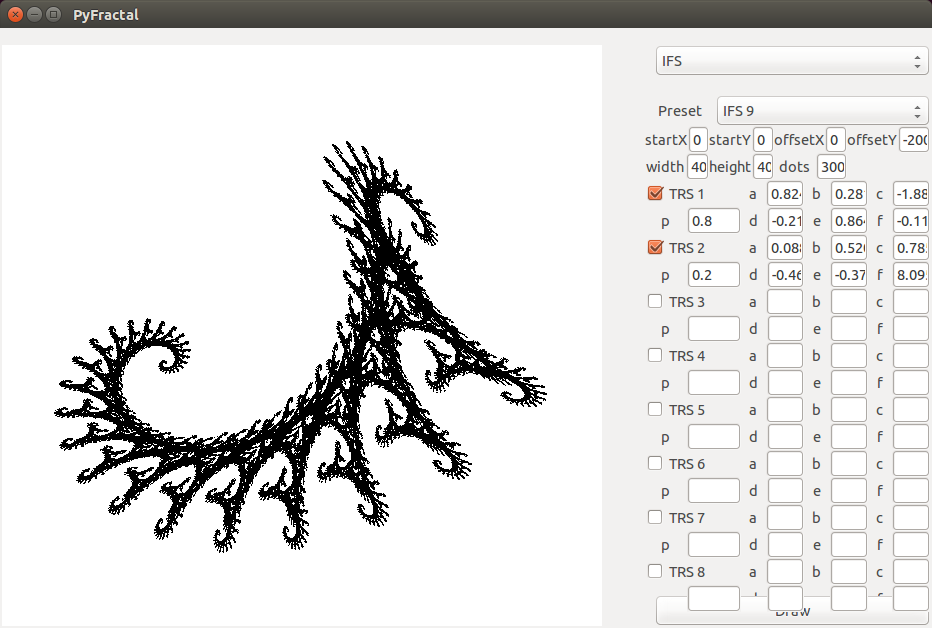 PyFractal
IFS
Preset IFS 9
startX 0 startY 0 offsetX 0 offsetY -200
width 40 height 40 dots 300
TRS 1 a 0.824 b 0.281 c -1.88
p 0.8 d -0.21 e 0.864 f -0.11
TRS 2 a 0.088 b 0.520 c 0.785
p 0.2 d -0.46 e -0.37 f 8.095
TRS 3 a b c
p d e f
TRS 4 a b c
p d e f
TRS 5 a b c
p d e f
TRS 6 a b c
p d e f
TRS 7 a b c
p d e f
TRS 8 a b c
Draw